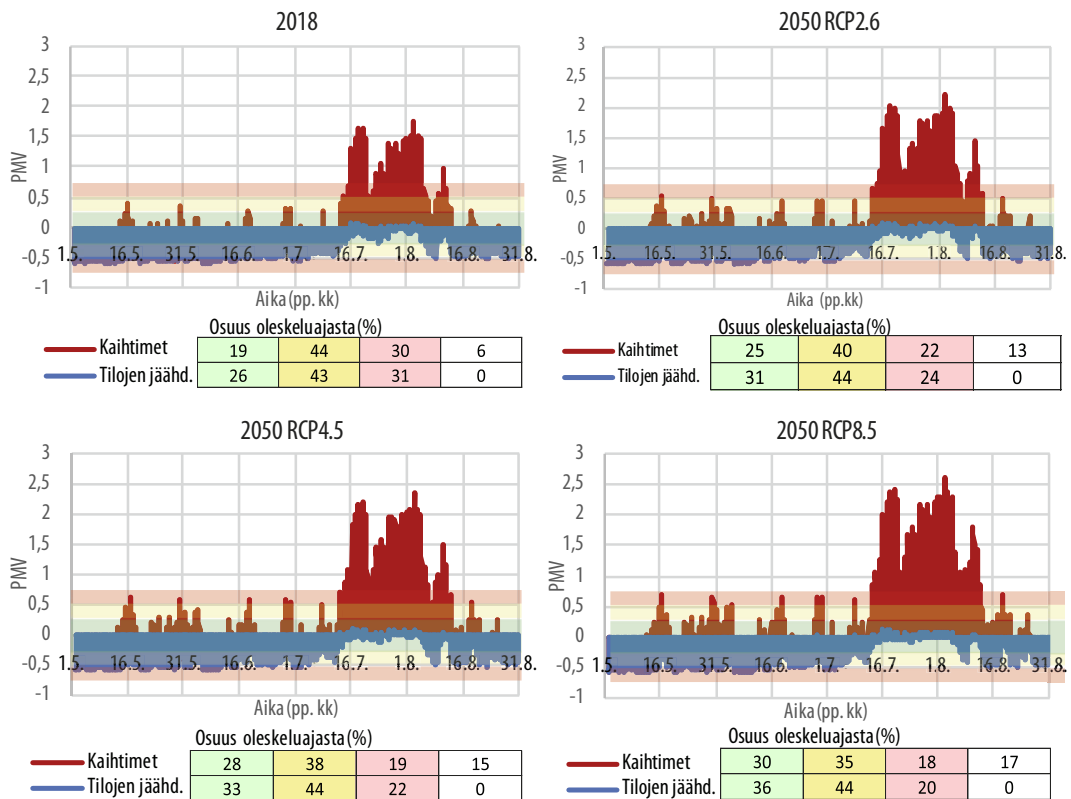 2018
3
2,5
2
1,5
1
0,5
0
-0,5
-1
PMV
1.5. 16.5. 31.5. 16.6. 1.7. 16.7. 1.8. 16.8. 31.8.
Aika (pp. kk)
Osuus oleskeluajasta (%)
Kaihtimet 19 44 30 6
Tilojen jäähd. 26 43 31 0
2050 RCP2.6
3
2,5
2
1,5
1
0,5
0
-0,5
-1
PMV
1.5. 16.5. 31.5. 16.6. 1.7. 16.7. 1.8. 16.8. 31.8.
Aika (pp. kk)
Osuus oleskeluajasta (%)
Kaihtimet 25 40 22 13
Tilojen jäähd. 31 44 24 0
2050 RCP4.5
3
2,5
2
1,5
1
0,5
0
-0,5
-1
PMV
1.5. 16.5. 31.5. 16.6. 1.7. 16.7. 1.8. 16.8. 31.8.
Aika (pp. kk)
Osuus oleskeluajasta (%)
Kaihtimet 28 38 19 15
Tilojen jäähd. 33 44 22 0
2050 RCP8.5
3
2,5
2
1,5
1
0,5
0
-0,5
-1
PMV
1.5. 16.5. 31.5. 16.6. 1.7. 16.7. 1.8. 16.8. 31.8.
Aika (pp. kk)
Osuus oleskeluajasta (%)
Kaihtimet 30 35 18 17
Tilojen jäähd. 36 44 20 0